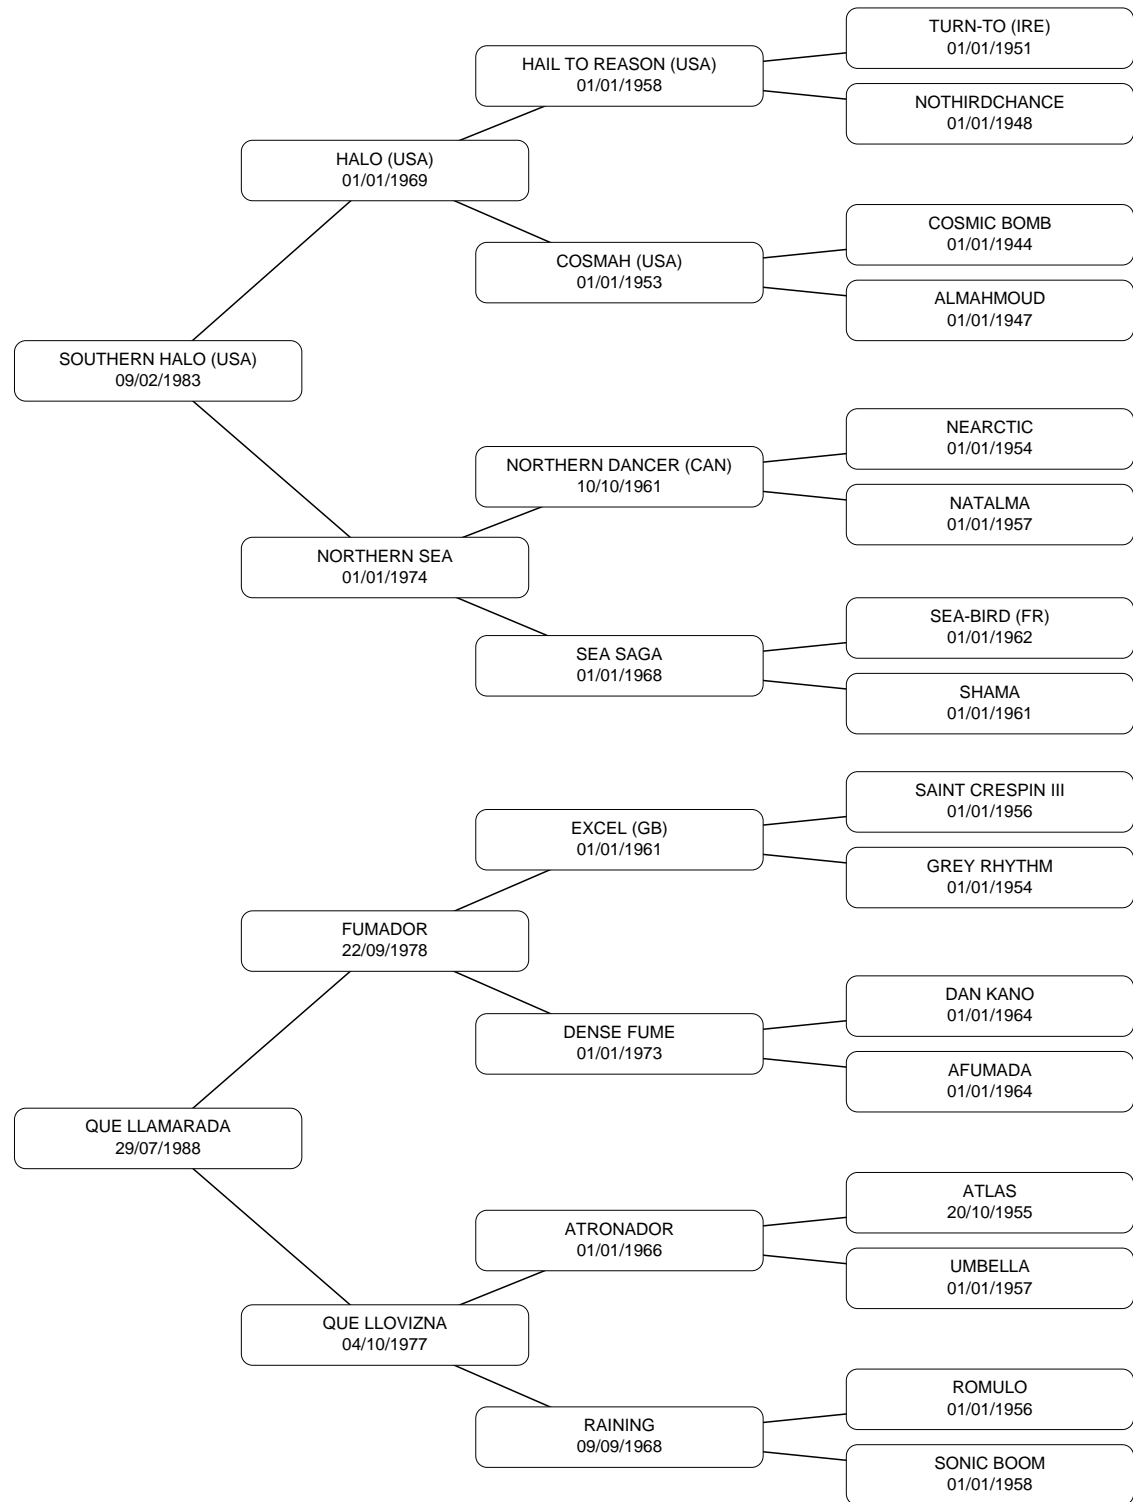 TURN-TO (IRE)
01/01/1951
HAIL TO REASON (USA)
01/01/1958
NOTHIRDCHANCE
01/01/1948
HALO (USA)
01/01/1969
COSMIC BOMB
01/01/1944
COSMAH (USA)
01/01/1953
ALMAHMOUD
01/01/1947
SOUTHERN HALO (USA)
09/02/1983
NEARCTIC
01/01/1954
NORTHERN DANCER (CAN)
10/10/1961
NATALMA
01/01/1957
NORTHERN SEA
01/01/1974
SEA-BIRD (FR)
01/01/1962
SEA SAGA
01/01/1968
SHAMA
01/01/1961
SAINT CRESPIN III
01/01/1956
EXCEL (GB)
01/01/1961
GREY RHYTHM
01/01/1954
FUMADOR
22/09/1978
DAN KANO
01/01/1964
DENSE FUME
01/01/1973
AFUMADA
01/01/1964
QUE LLAMARADA
29/07/1988
ATLAS
20/10/1955
ATRONADOR
01/01/1966
UMBELLA
01/01/1957
QUE LLOVIZNA
04/10/1977
ROMULO
01/01/1956
RAINING
09/09/1968
SONIC BOOM
01/01/1958